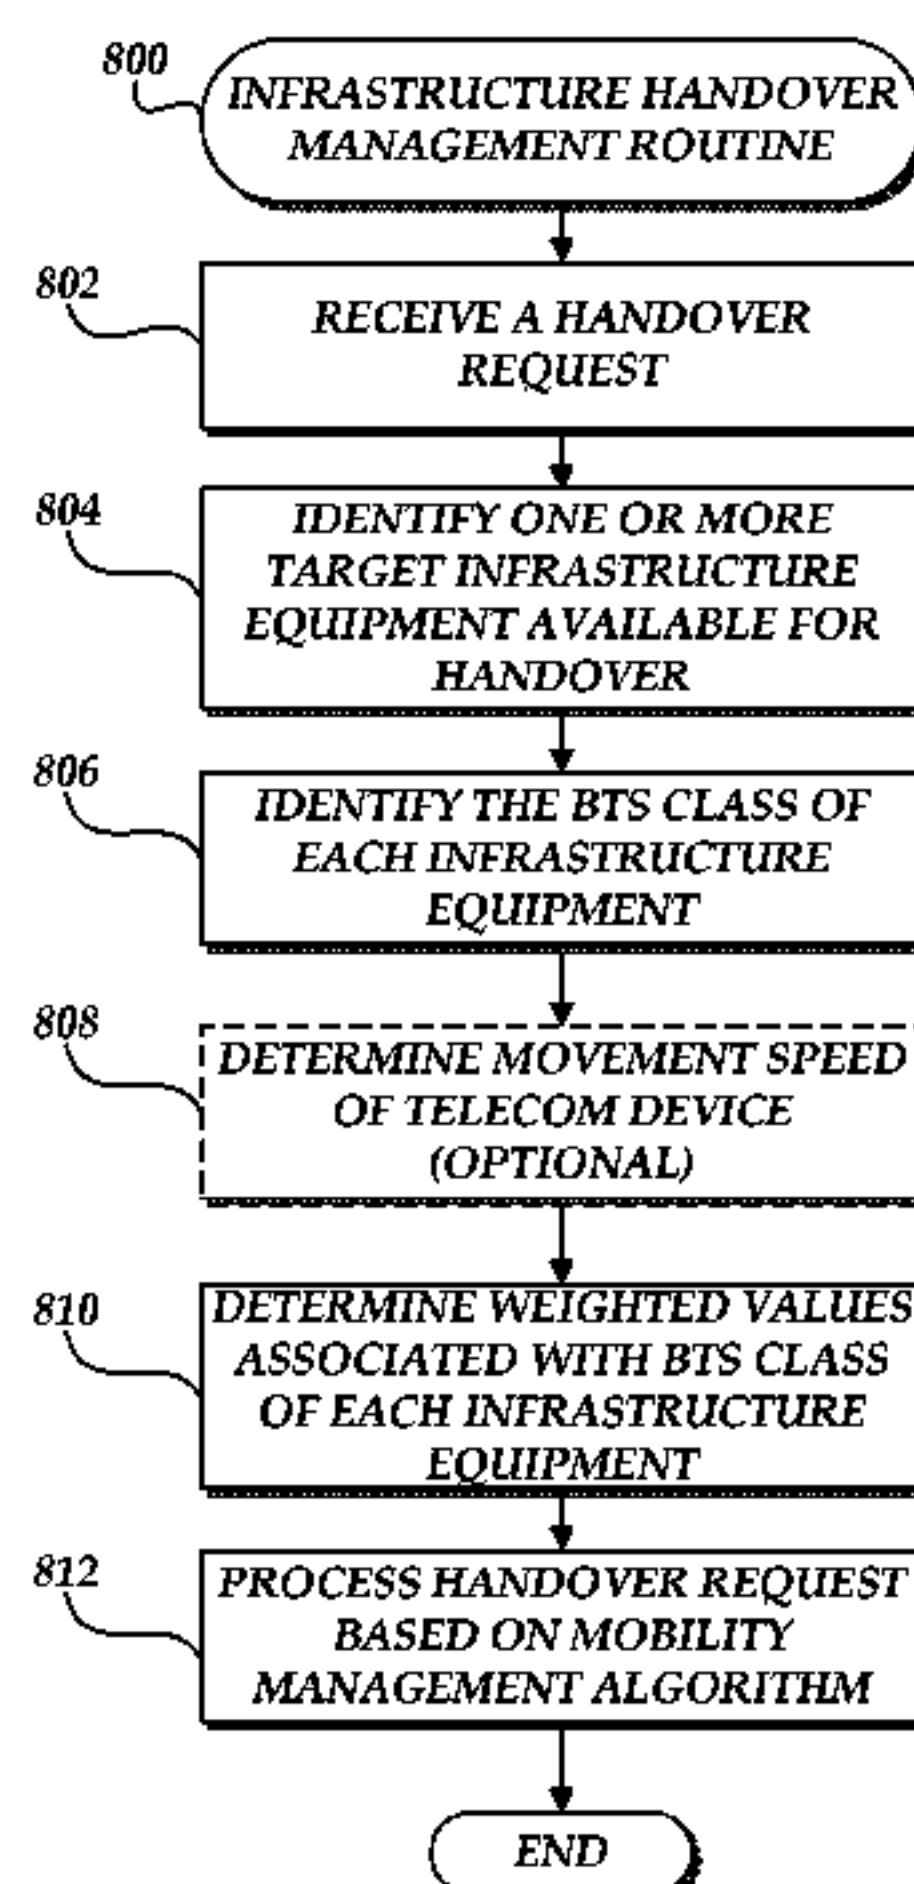 800
INFRASTRUCTURE HANDOVER
MANAGEMENT ROUTINE
802
RECEIVE A HANDOVER
REQUEST
804
IDENTIFY ONE OR MORE
TARGET INFRASTRUCTURE
EQUIPMENT AVAILABLE FOR
HANDOVER
806
IDENTIFY THE BTS CLASS OF
EACH INFRASTRUCTURE
EQUIPMENT
808
DETERMINE MOVEMENT SPEED
OF TELECOM DEVICE
(OPTIONAL)
810
DETERMINE WEIGHTED VALUES
ASSOCIATED WITH BTS CLASS
OF EACH INFRASTRUCTURE
EQUIPMENT
812
PROCESS HANDOVER REQUEST
BASED ON MOBILITY
MANAGEMENT ALGORITHM
END